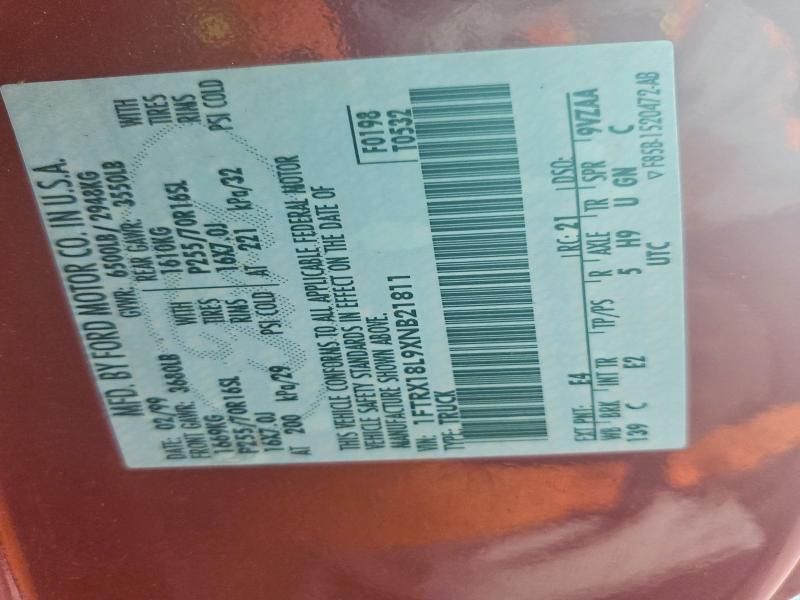 MFD. BY FORD MOTOR CO. IN U.S.A.
DATE: 02/99 GVWR: 6500LB/2948KG
FRONT GAWR: 3680LB REAR GAWR: 3550LB
1669KG WITH 1610KG WITH
P255/70R16SL TIRES P255/70R16SL TIRES
16X7.0J RIMS 16X7.0J RIMS
AT 200 kPa/29 PSI COLD AT 221 kPa/32 PSI COLD
THIS VEHICLE CONFORMS TO ALL APPLICABLE FEDERAL MOTOR
VEHICLE SAFETY STANDARDS IN EFFECT ON THE DATE OF
MANUFACTURE SHOWN ABOVE.
F0198
T0532
VIN: 1FTRX18L9XNB21811
TYPE: TRUCK
EXT PNT: E4 RC: 21 DSO:
WB BRK INT TR TP/PS R AXLE TR SPR 9VZAA
139 C E2 5 H9 U GN C
UTC
▽ F85B-1520472-AB